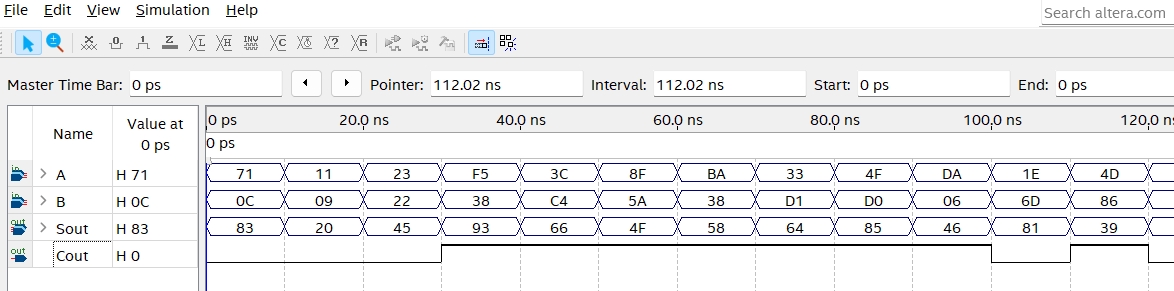 File Edit View Simulation Help Search altera.com
Master Time Bar: 0 ps Pointer: 112.02 ns Interval: 112.02 ns Start: 0 ps End: 0 ps
Name Value at 0 ps 0 ps 20.0 ns 40.0 ns 60.0 ns 80.0 ns 100.0 ns 120.0 n
0 ps
in A H 71 71 11 23 F5 3C 8F BA 33 4F DA 1E 4D
in B H 0C 0C 09 22 38 C4 5A 38 D1 D0 06 6D 86
out Sout H 83 83 20 45 93 66 4F 58 64 85 46 81 39
out Cout H 0